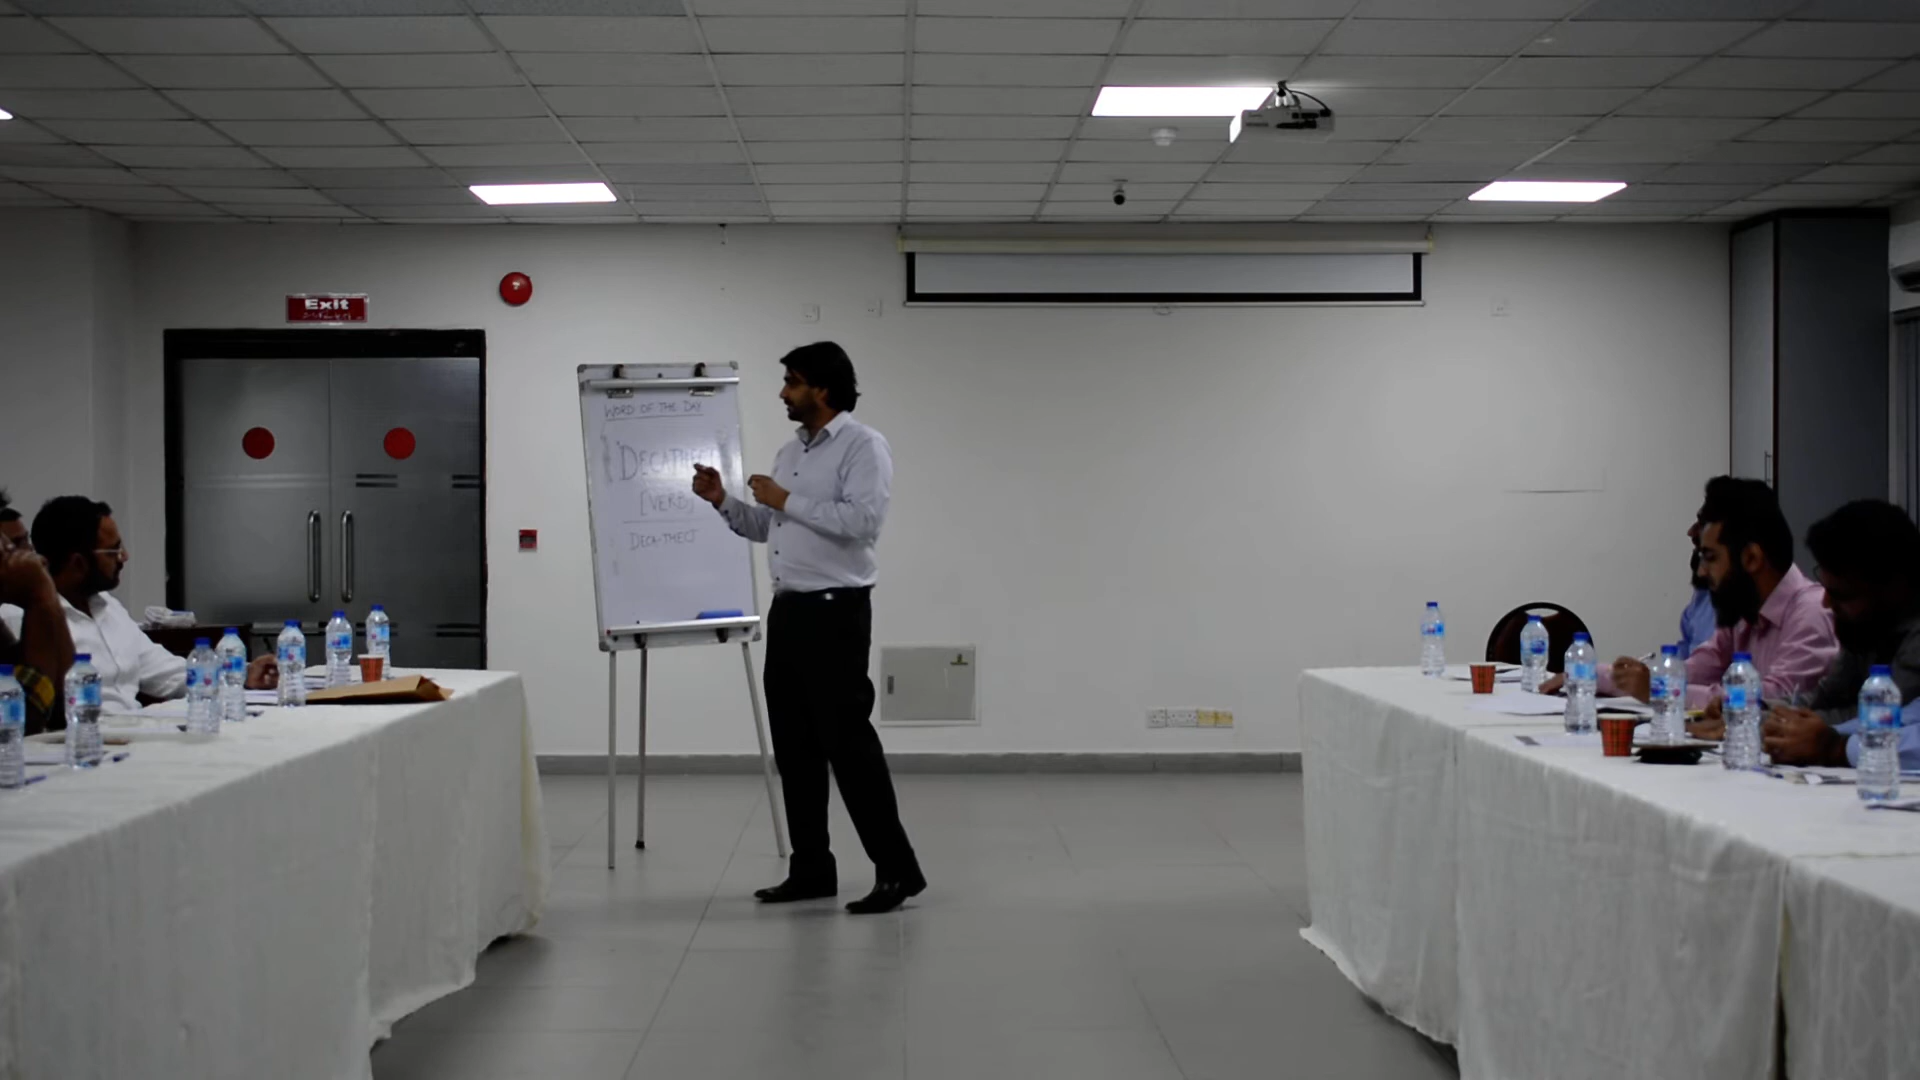 Exit
WORD OF THE DAY
DECATHECT
[VERB]
DECA-THECT